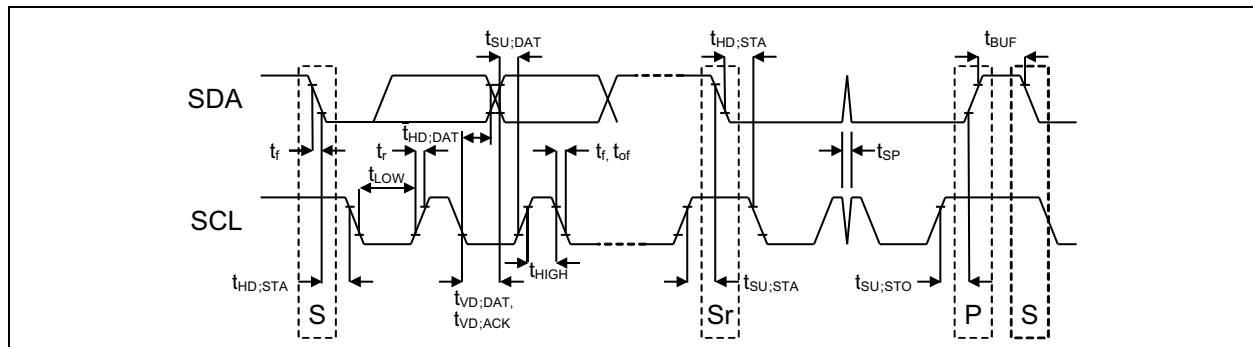 tSU;DAT
tHD;STA
tBUF
SDA
tHD;DAT
tf
tr
tf, tof
tSP
tLOW
SCL
tHIGH
tHD;STA
tVD;DAT,
tVD;ACK
tSU;STA
tSU;STO
S
Sr
P
S